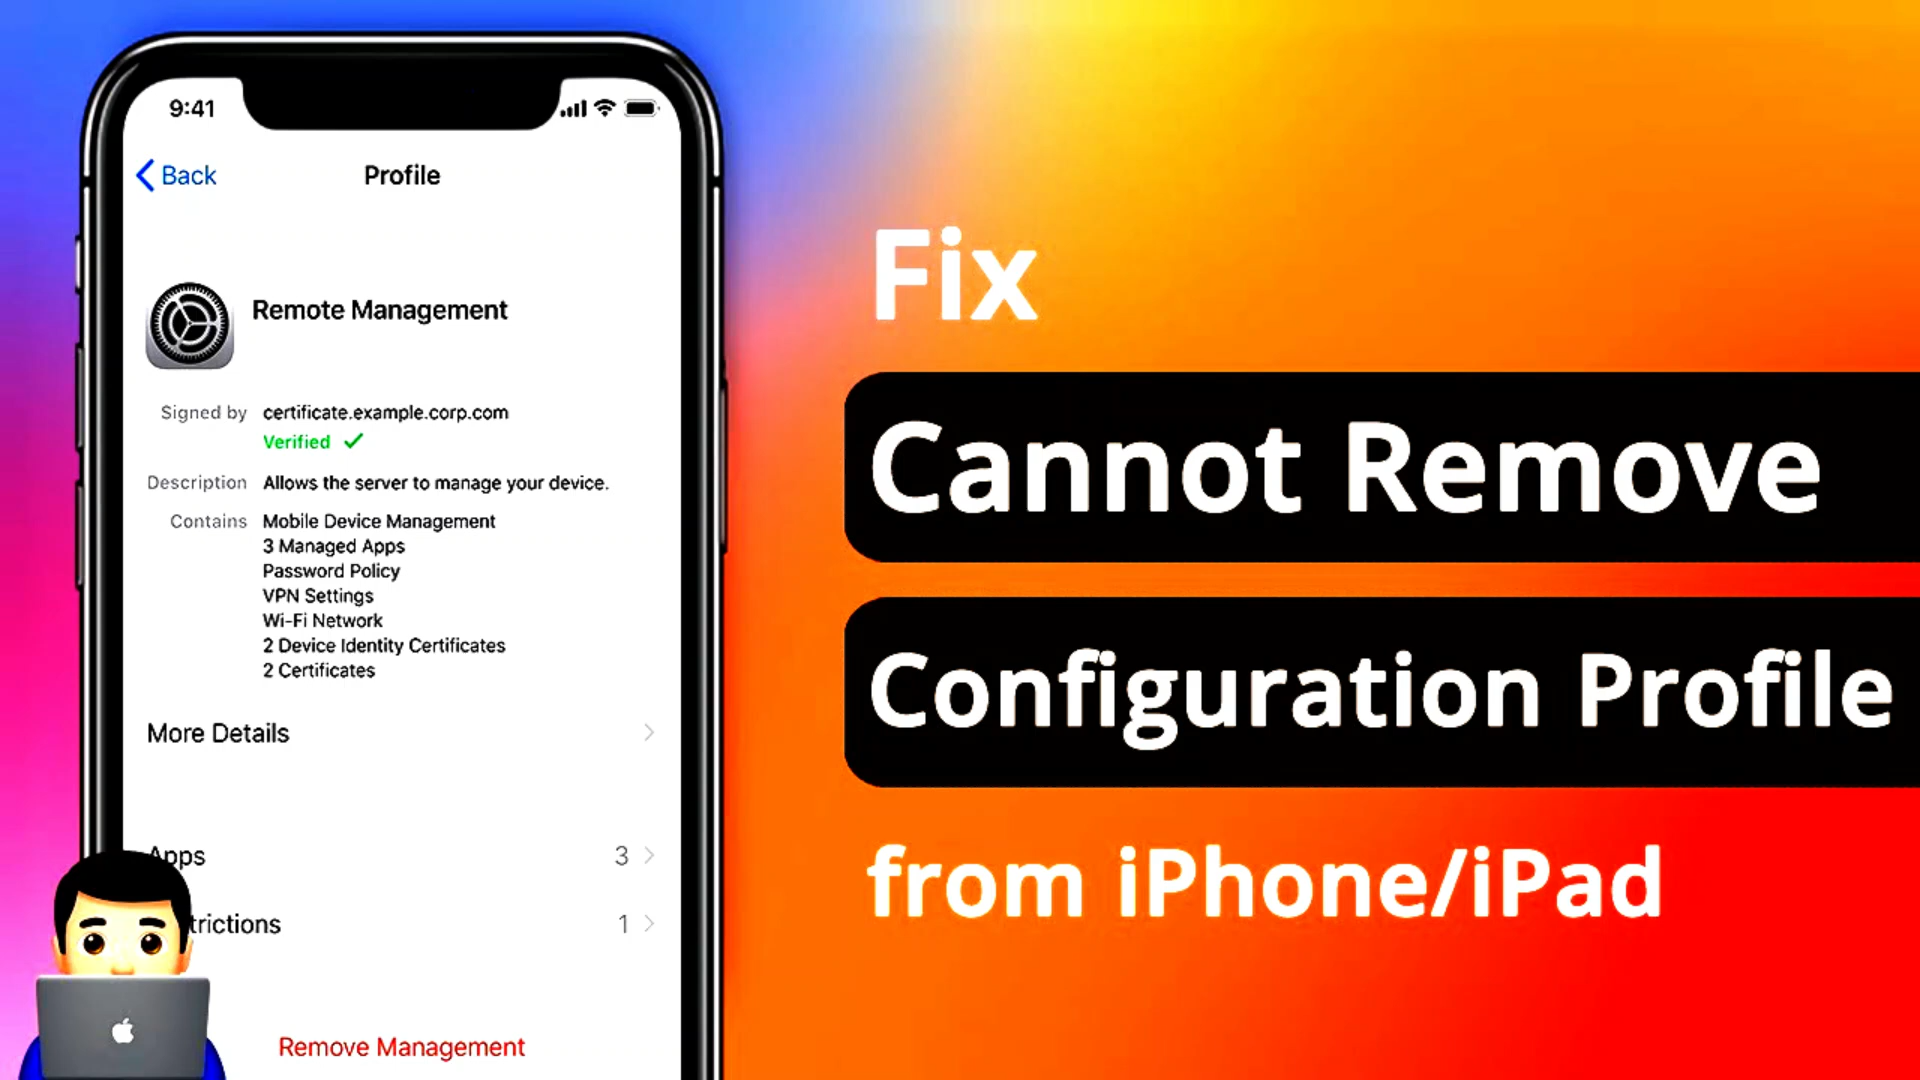 9:41
Back
Profile
Remote Management
Signed by certificate.example.corp.com
Verified
Description Allows the server to manage your device.
Contains Mobile Device Management
3 Managed Apps
Password Policy
VPN Settings
Wi-Fi Network
2 Device Identity Certificates
2 Certificates
More Details
Apps 3
trictions 1
Remove Management
Fix
Cannot Remove
Configuration Profile
from iPhone/iPad